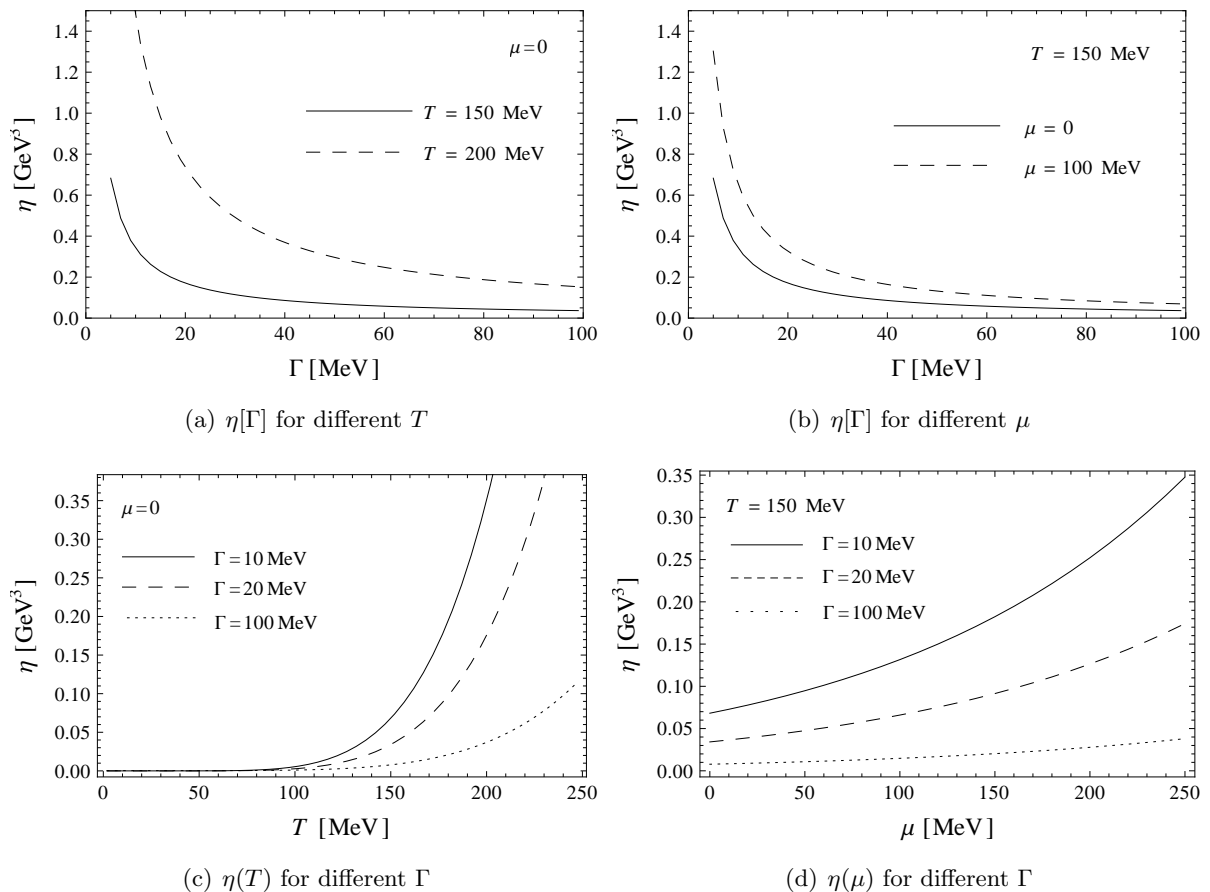 1.4
1.2
1.0
0.8
0.6
0.4
0.2
0.0
η [GeV³]
μ=0
T = 150 MeV
T = 200 MeV
0 20 40 60 80 100
Γ [MeV]
(a) η[Γ] for different T
1.4
1.2
1.0
0.8
0.6
0.4
0.2
0.0
η [GeV³]
T = 150 MeV
μ = 0
μ = 100 MeV
0 20 40 60 80 100
Γ [MeV]
(b) η[Γ] for different μ
0.35
0.30
0.25
0.20
0.15
0.10
0.05
0.00
η [GeV³]
μ=0
Γ=10 MeV
Γ=20 MeV
Γ=100 MeV
0 50 100 150 200 250
T [MeV]
(c) η(T) for different Γ
0.35
0.30
0.25
0.20
0.15
0.10
0.05
0.00
η [GeV³]
T = 150 MeV
Γ=10 MeV
Γ=20 MeV
Γ=100 MeV
0 50 100 150 200 250
μ [MeV]
(d) η(μ) for different Γ